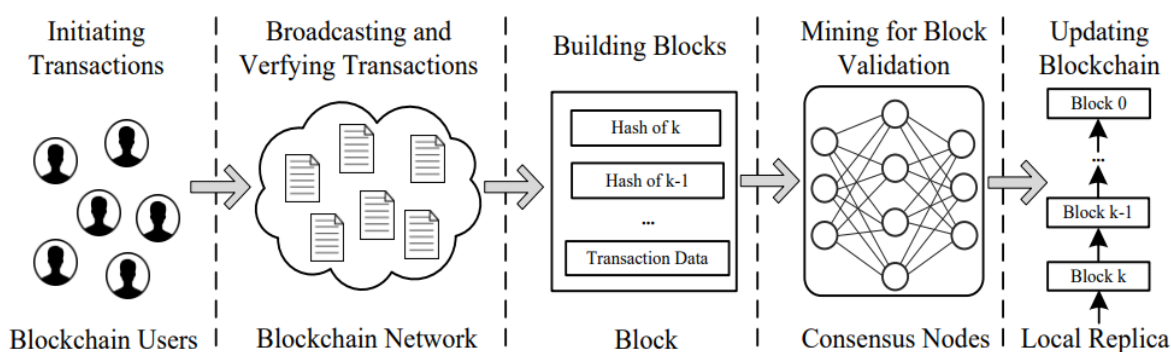 Initiating
Transactions
Broadcasting and
Verfying Transactions
Building Blocks
Mining for Block
Validation
Updating
Blockchain
Hash of k
Hash of k-1
...
Transaction Data
Block 0
...
Block k-1
Block k
Blockchain Users
Blockchain Network
Block
Consensus Nodes
Local Replica